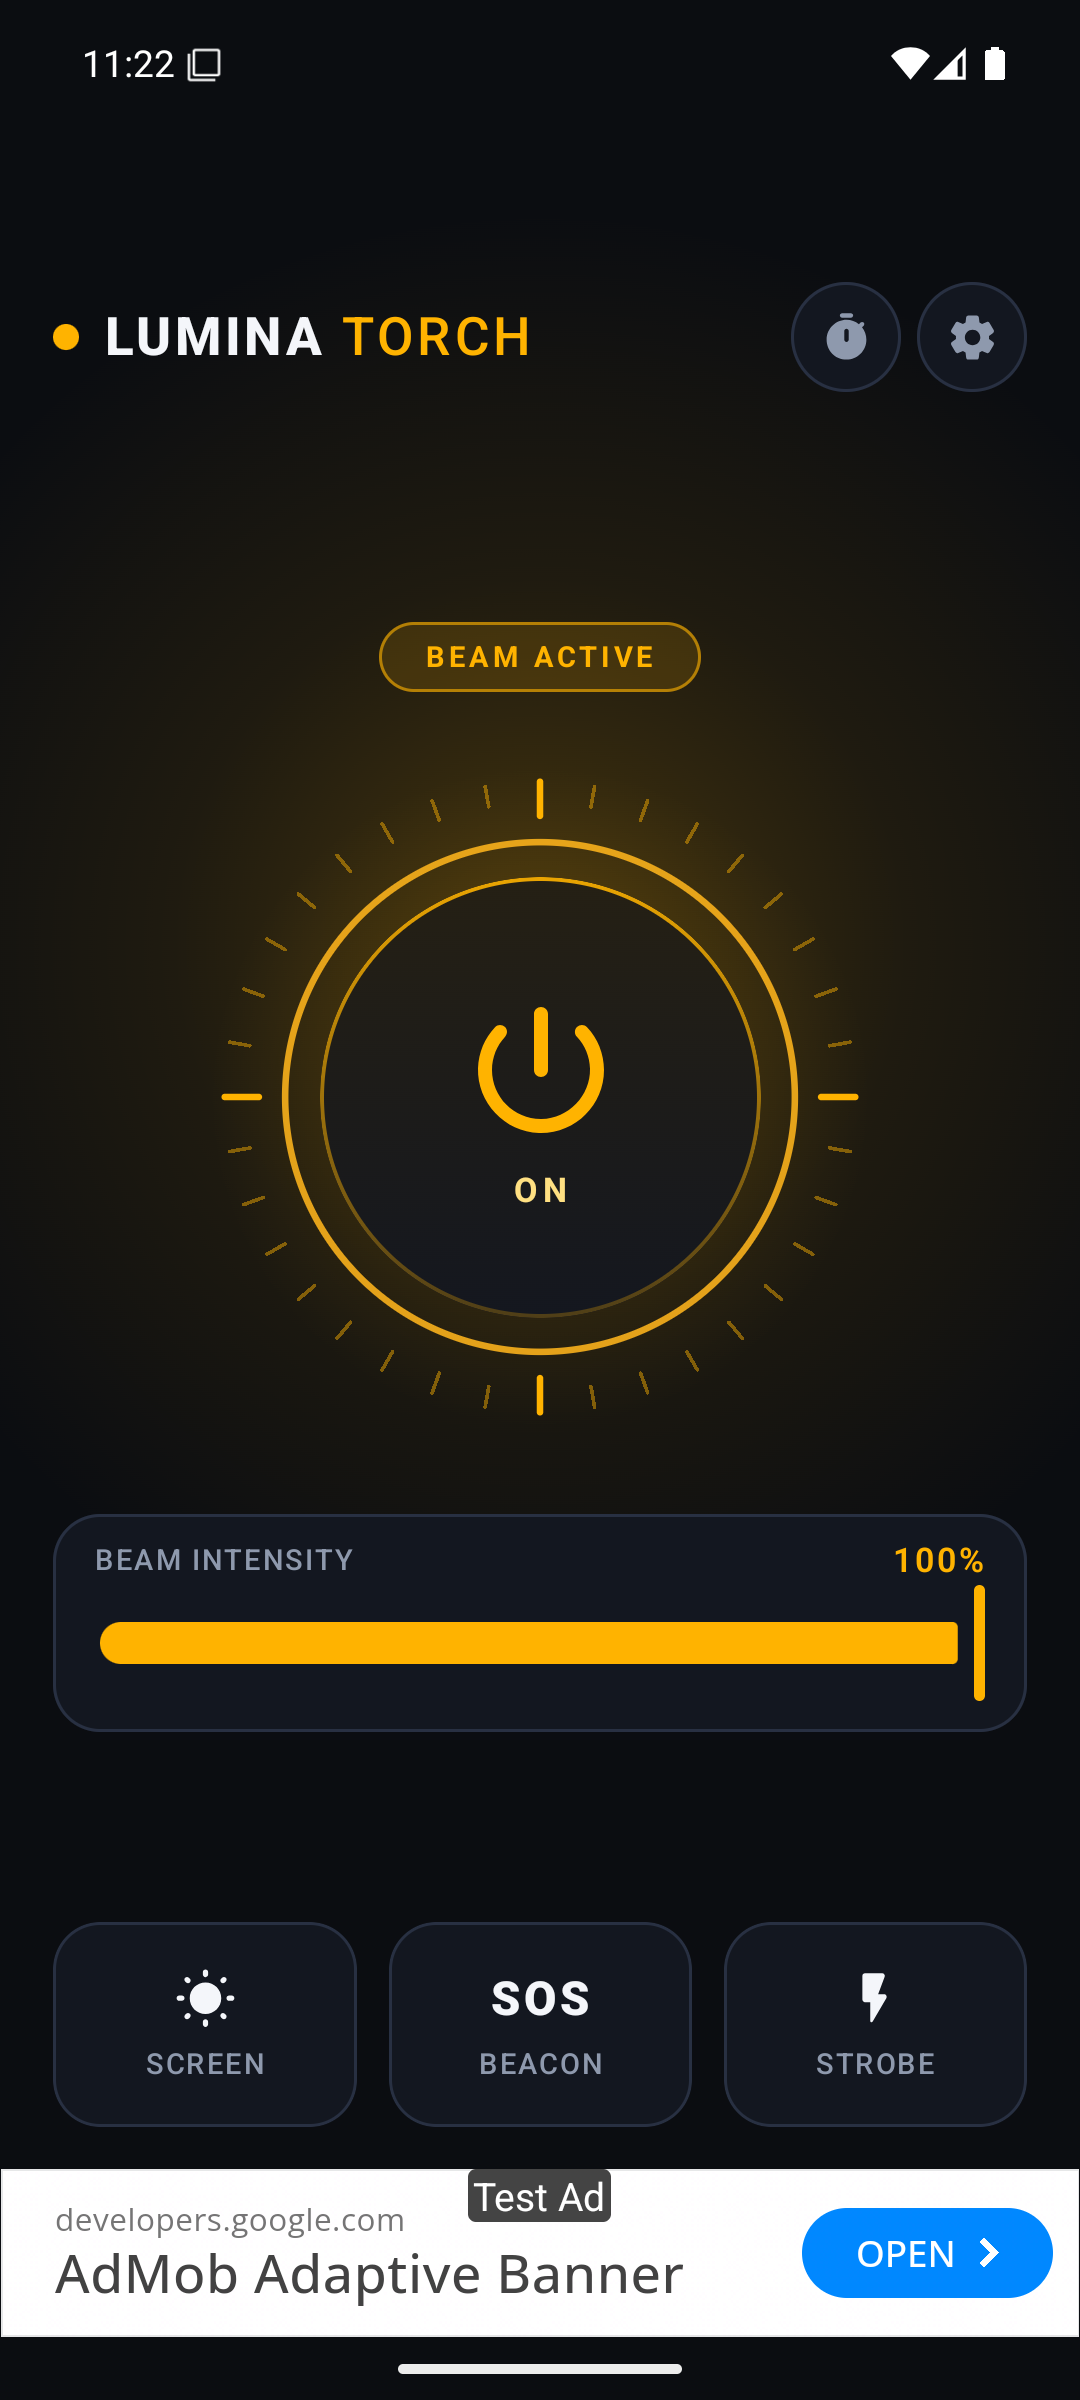 11:22
LUMINA TORCH
BEAM ACTIVE
ON
BEAM INTENSITY 100%
SOS
SCREEN BEACON STROBE
Test Ad
developers.google.com
AdMob Adaptive Banner
OPEN